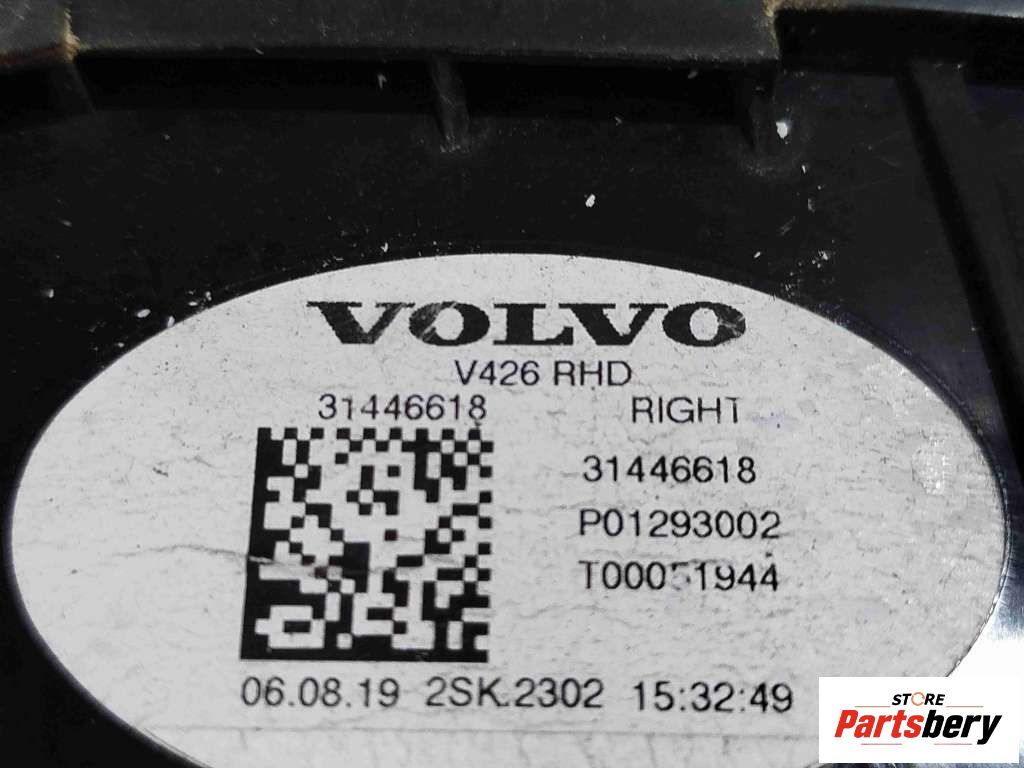 VOLVO
V426 RHD
31446618 RIGHT
31446618
P01293002
06.08.19 2SK.2302 15:32:49
STORE
Partsbery